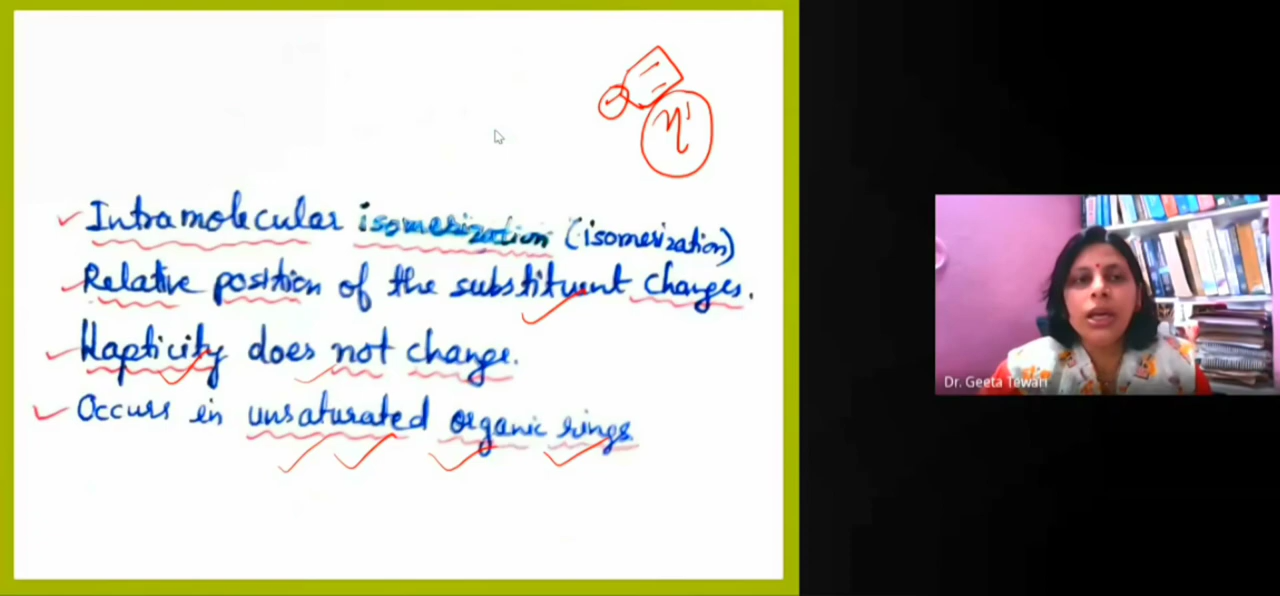 η¹
Intramolecular isomerization (isomerization)
Relative position of the substituent changes.
Hapticity does not change.
Occurs in unsaturated organic rings
Dr. Geeta Tewari